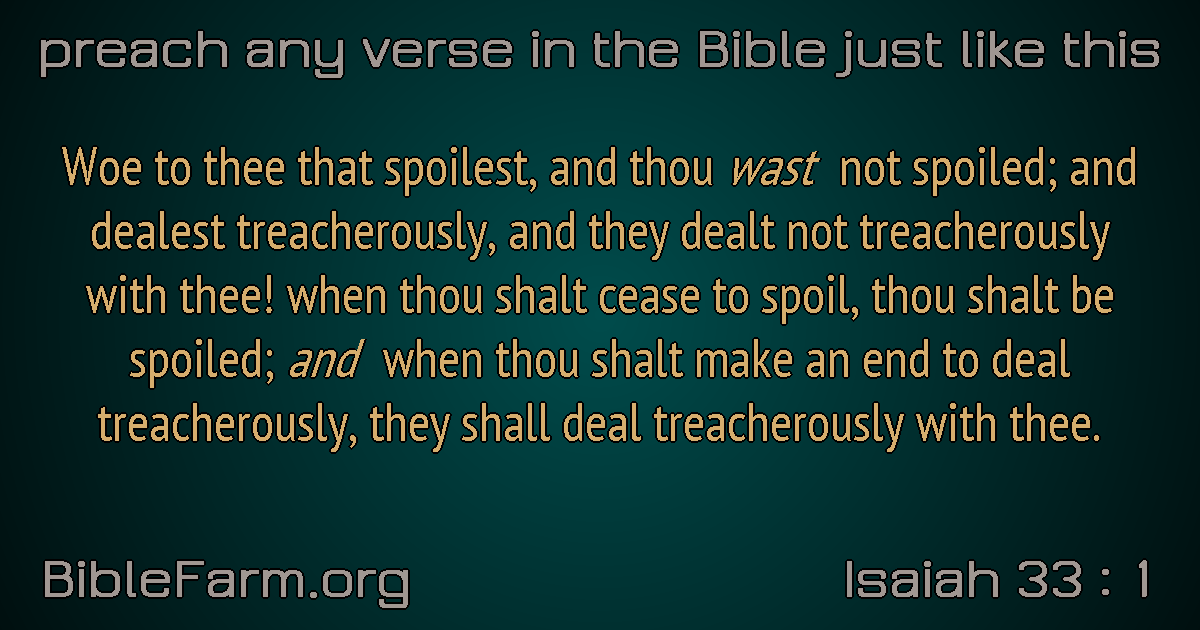 preach any verse in the Bible just like this
Woe to thee that spoilest, and thou wast not spoiled; and
dealest treacherously, and they dealt not treacherously
with thee! when thou shalt cease to spoil, thou shalt be
spoiled; and when thou shalt make an end to deal
treacherously, they shall deal treacherously with thee.
BibleFarm.org
Isaiah 33 : 1